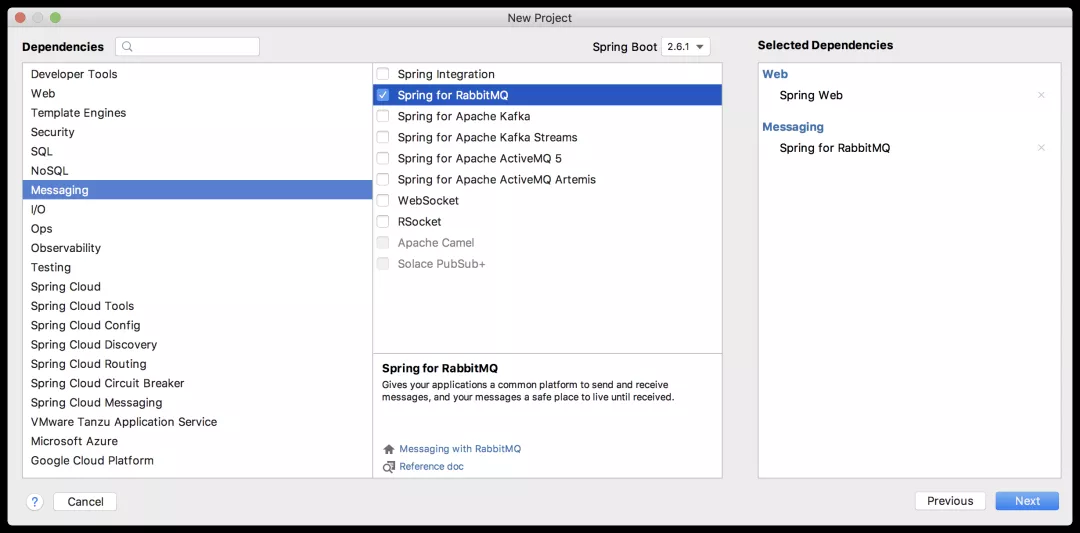 New Project
Dependencies
Spring Boot 2.6.1
Developer Tools
Web
Template Engines
Security
SQL
NoSQL
Messaging
I/O
Ops
Observability
Testing
Spring Cloud
Spring Cloud Tools
Spring Cloud Config
Spring Cloud Discovery
Spring Cloud Routing
Spring Cloud Circuit Breaker
Spring Cloud Messaging
VMware Tanzu Application Service
Microsoft Azure
Google Cloud Platform
Spring Integration
Spring for RabbitMQ
Spring for Apache Kafka
Spring for Apache Kafka Streams
Spring for Apache ActiveMQ 5
Spring for Apache ActiveMQ Artemis
WebSocket
RSocket
Apache Camel
Solace PubSub+
Spring for RabbitMQ
Gives your applications a common platform to send and receive
messages, and your messages a safe place to live until received.
Messaging with RabbitMQ
Reference doc
Selected Dependencies
Web
Spring Web
Messaging
Spring for RabbitMQ
?
Cancel
Previous
Next